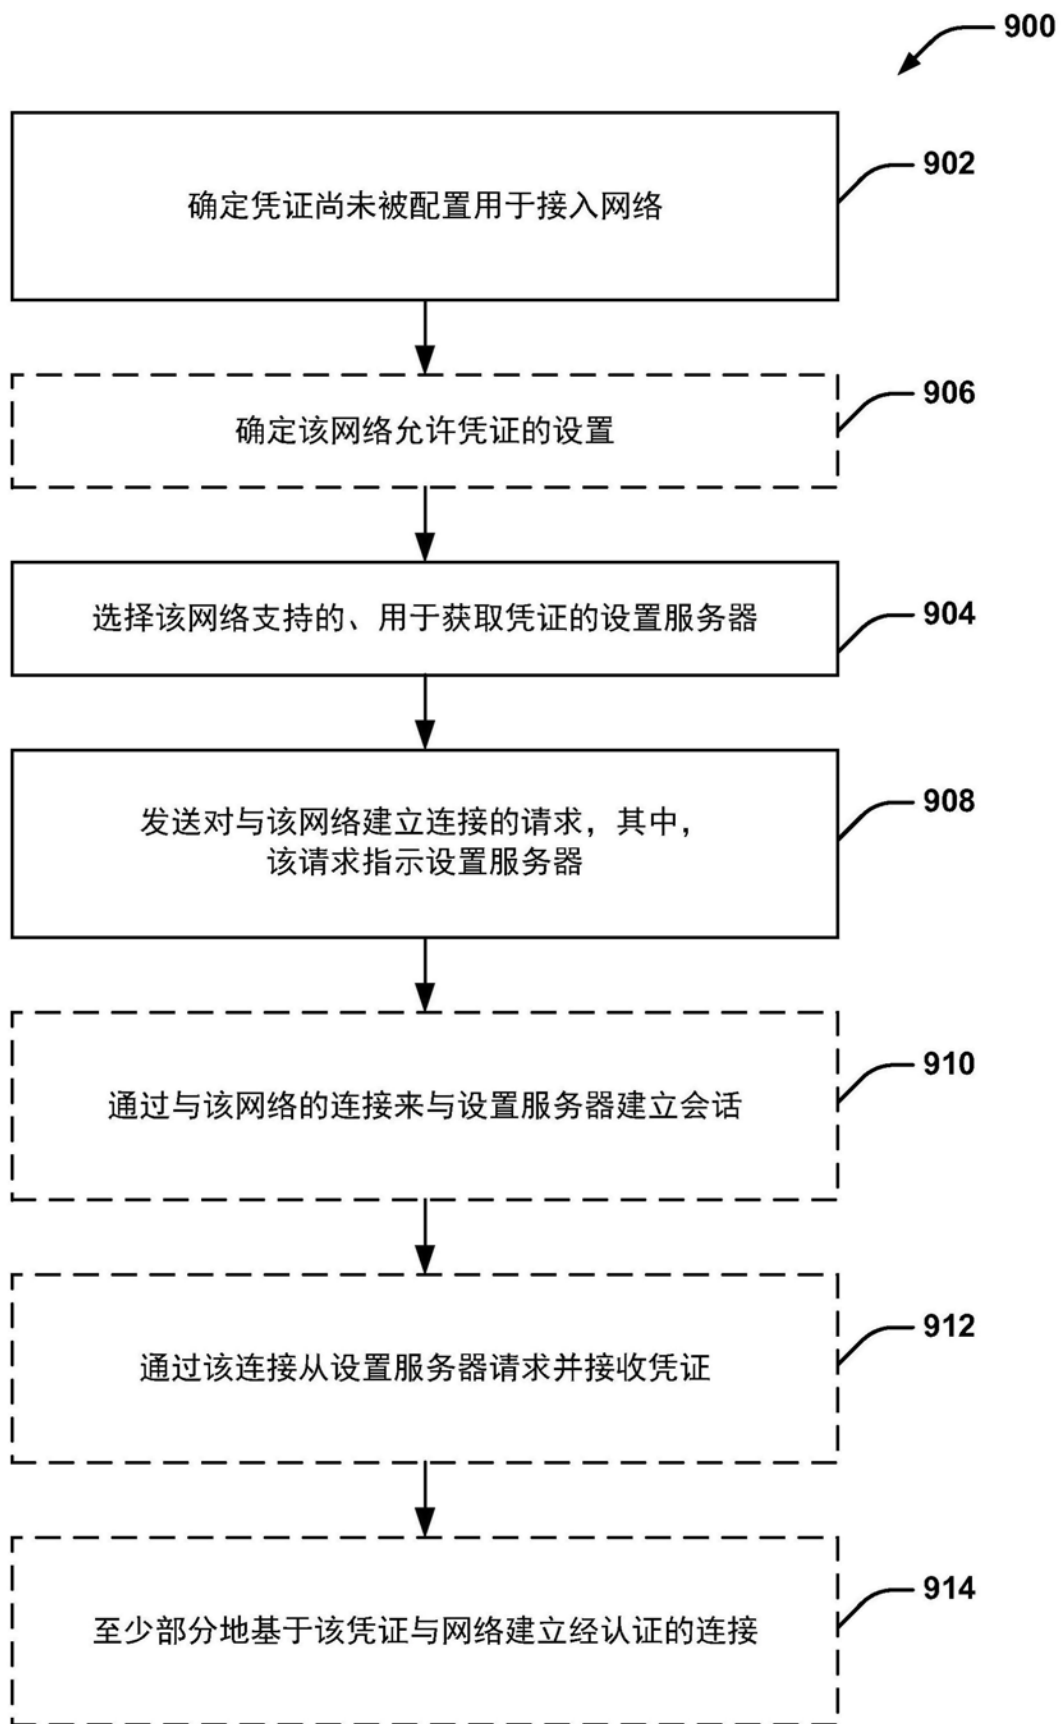 900
902
确定凭证尚未被配置用于接入网络
906
确定该网络允许凭证的设置
选择该网络支持的、用于获取凭证的设置服务器
904
908
发送对与该网络建立连接的请求，其中，
该请求指示设置服务器
910
通过与该网络的连接来与设置服务器建立会话
912
通过该连接从设置服务器请求并接收凭证
914
至少部分地基于该凭证与网络建立经认证的连接